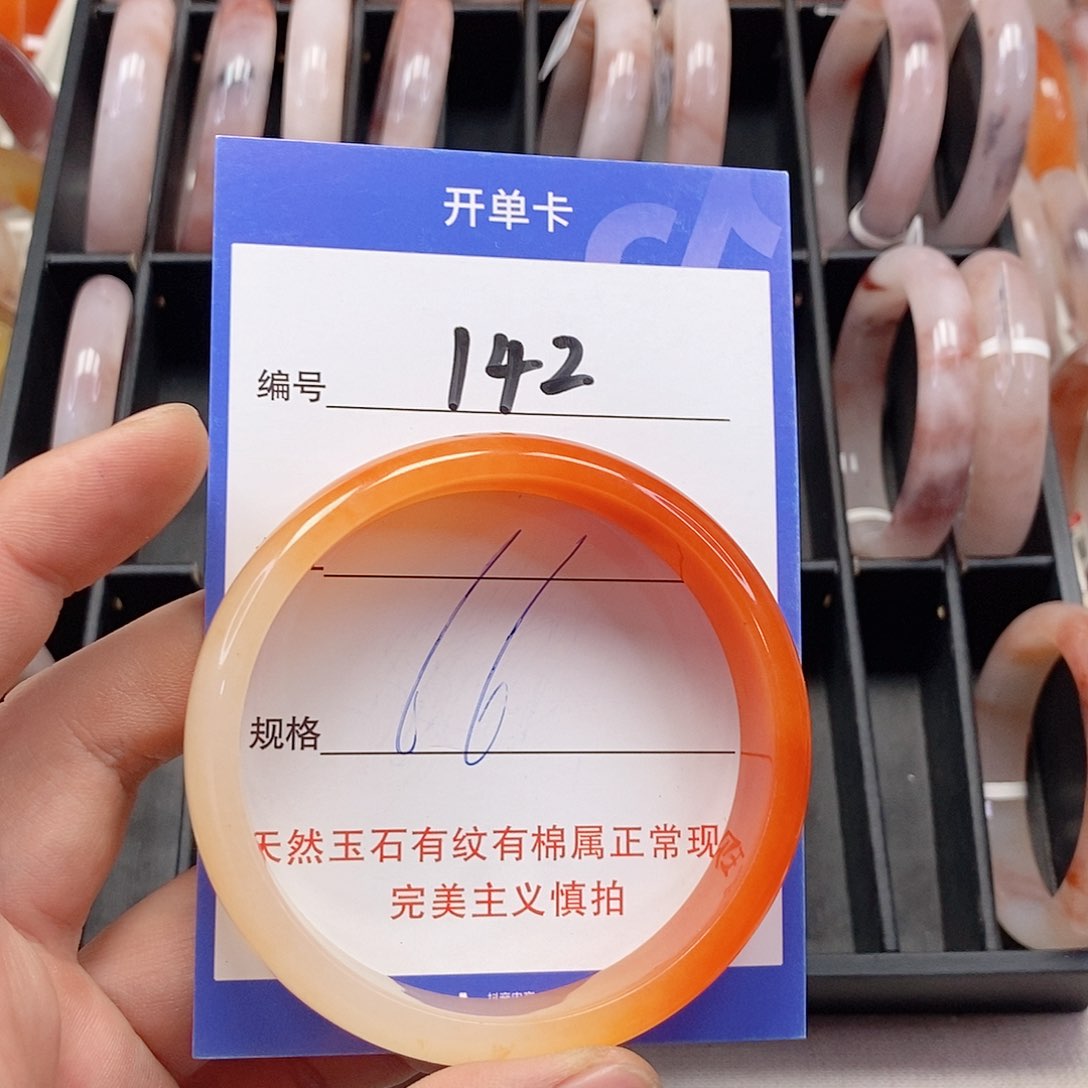 开单卡
编号 142
规格 66
天然玉石有纹有棉属正常现
完美主义慎拍